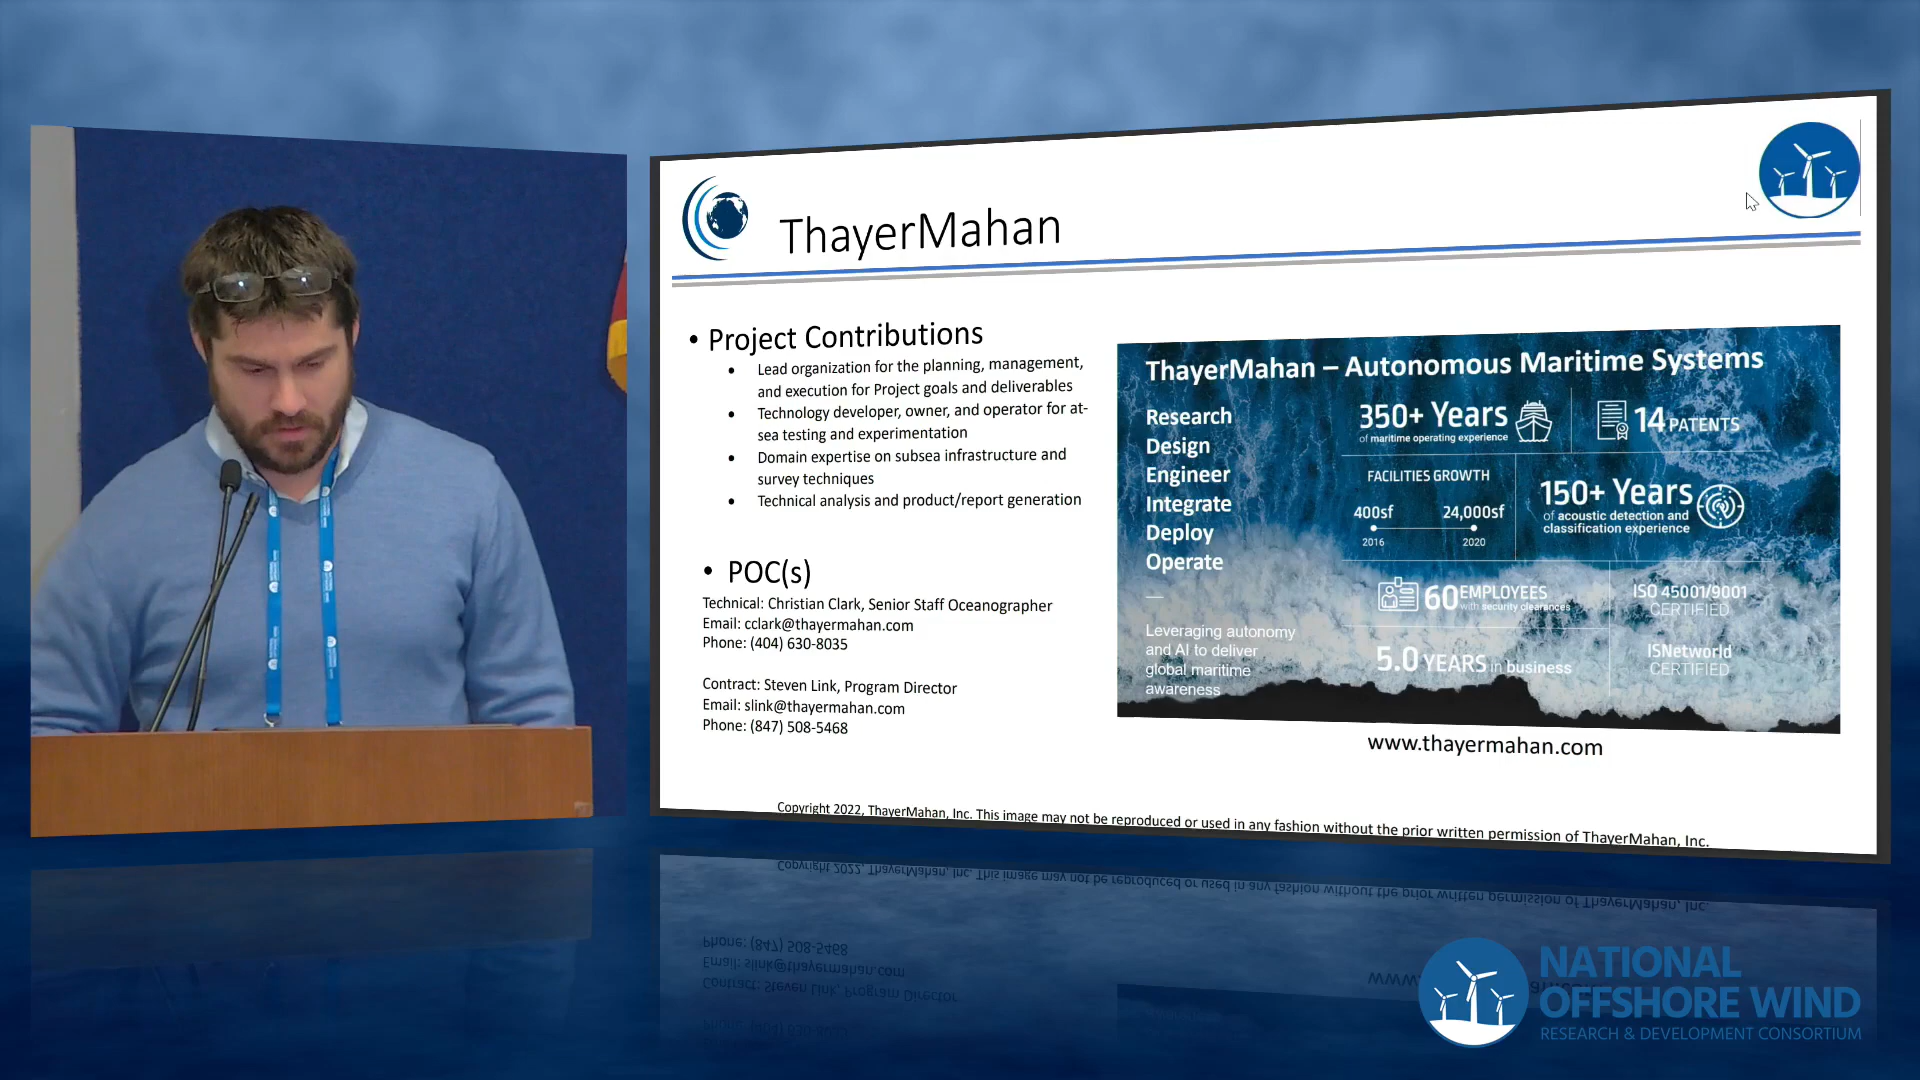 ThayerMahan
• Project Contributions
• Lead organization for the planning, management,
and execution for Project goals and deliverables
• Technology developer, owner, and operator for at-
sea testing and experimentation
• Domain expertise on subsea infrastructure and
survey techniques
• Technical analysis and product/report generation
• POC(s)
Technical: Christian Clark, Senior Staff Oceanographer
Email: cclark@thayermahan.com
Phone: (404) 630-8035
Contract: Steven Link, Program Director
Email: slink@thayermahan.com
Phone: (847) 508-5468
ThayerMahan – Autonomous Maritime Systems
Research
Design
Engineer
Integrate
Deploy
Operate
Leveraging autonomy
and AI to deliver
global maritime
awareness
350+ Years
of maritime operating experience
14 PATENTS
FACILITIES GROWTH
400sf 24,000sf
2016 2020
150+ Years
of acoustic detection and
classification experience
60 EMPLOYEES
with security clearances
ISO 45001/9001
CERTIFIED
5.0 YEARS in business
ISNetworld
CERTIFIED
www.thayermahan.com
Copyright 2022, ThayerMahan, Inc. This image may not be reproduced or used in any fashion without the prior written permission of ThayerMahan, Inc.
NATIONAL
OFFSHORE WIND
RESEARCH & DEVELOPMENT CONSORTIUM